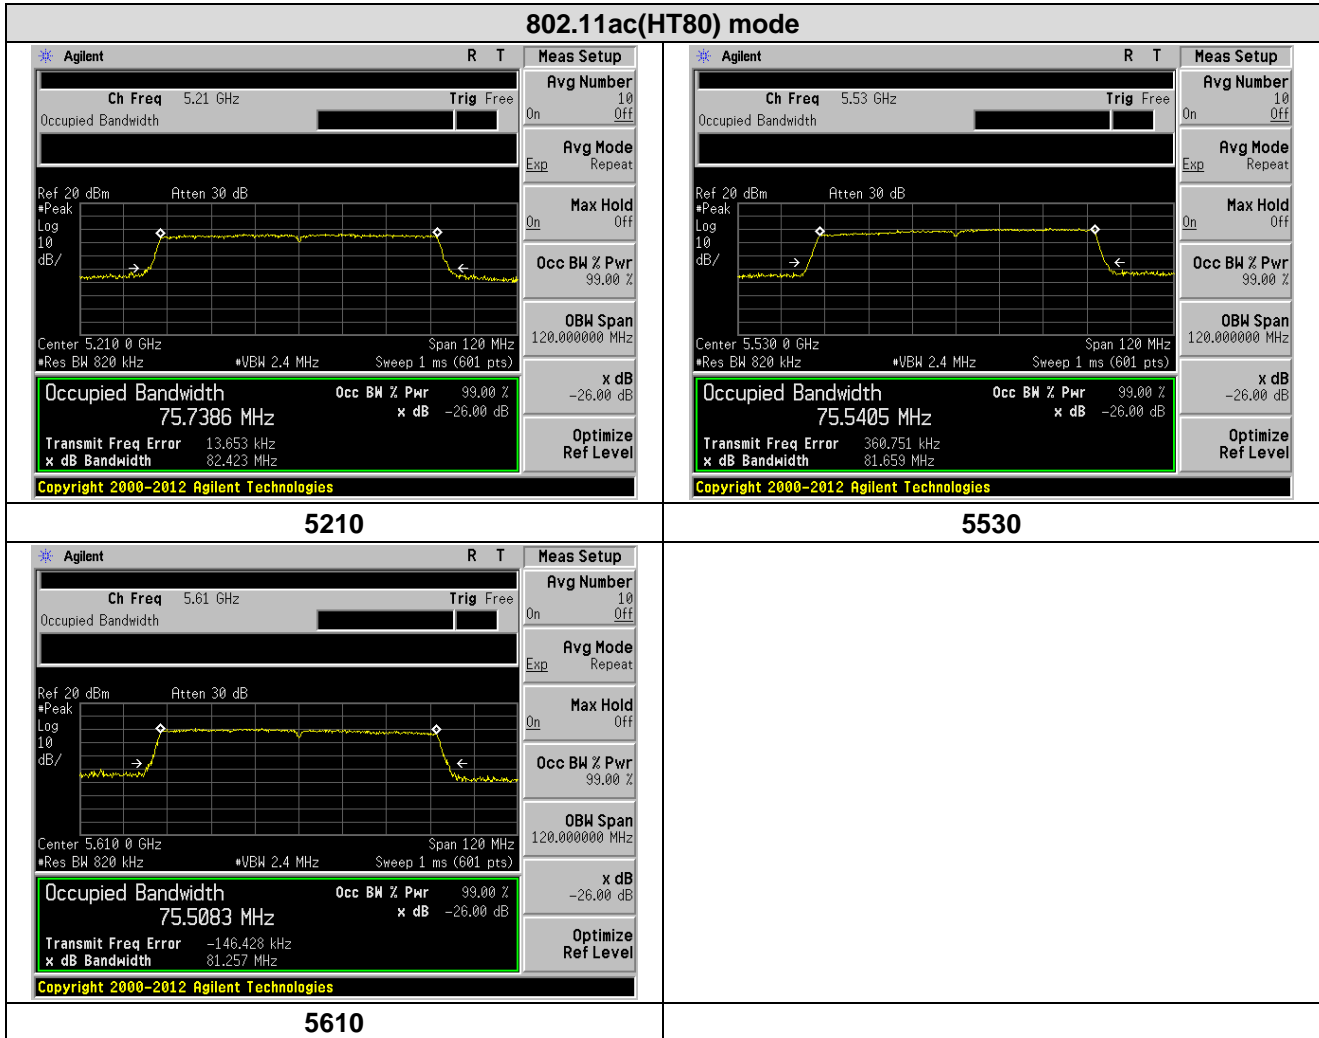 802.11ac(HT80) mode
Agilent R T
Ch Freq 5.21 GHz Trig Free
Occupied Bandwidth
Ref 20 dBm Atten 30 dB
#Peak
Log
10
dB/
Center 5.210 0 GHz Span 120 MHz
#Res BW 820 kHz #VBW 2.4 MHz Sweep 1 ms (601 pts)
Occupied Bandwidth Occ BW % Pwr 99.00 %
75.7386 MHz x dB -26.00 dB
Transmit Freq Error 13.653 kHz
x dB Bandwidth 82.423 MHz
Copyright 2000-2012 Agilent Technologies
Meas Setup
Avg Number
10
On Off
Avg Mode
Exp Repeat
Max Hold
On Off
Occ BW % Pwr
99.00 %
OBW Span
120.000000 MHz
x dB
-26.00 dB
Optimize
Ref Level
Agilent R T
Ch Freq 5.53 GHz Trig Free
Occupied Bandwidth
Ref 20 dBm Atten 30 dB
#Peak
Log
10
dB/
Center 5.530 0 GHz Span 120 MHz
#Res BW 820 kHz #VBW 2.4 MHz Sweep 1 ms (601 pts)
Occupied Bandwidth Occ BW % Pwr 99.00 %
75.5405 MHz x dB -26.00 dB
Transmit Freq Error 360.751 kHz
x dB Bandwidth 81.659 MHz
Copyright 2000-2012 Agilent Technologies
Meas Setup
Avg Number
10
On Off
Avg Mode
Exp Repeat
Max Hold
On Off
Occ BW % Pwr
99.00 %
OBW Span
120.000000 MHz
x dB
-26.00 dB
Optimize
Ref Level
5210 5530
Agilent R T
Ch Freq 5.61 GHz Trig Free
Occupied Bandwidth
Ref 20 dBm Atten 30 dB
#Peak
Log
10
dB/
Center 5.610 0 GHz Span 120 MHz
#Res BW 820 kHz #VBW 2.4 MHz Sweep 1 ms (601 pts)
Occupied Bandwidth Occ BW % Pwr 99.00 %
75.5083 MHz x dB -26.00 dB
Transmit Freq Error -146.428 kHz
x dB Bandwidth 81.257 MHz
Copyright 2000-2012 Agilent Technologies
Meas Setup
Avg Number
10
On Off
Avg Mode
Exp Repeat
Max Hold
On Off
Occ BW % Pwr
99.00 %
OBW Span
120.000000 MHz
x dB
-26.00 dB
Optimize
Ref Level
5610